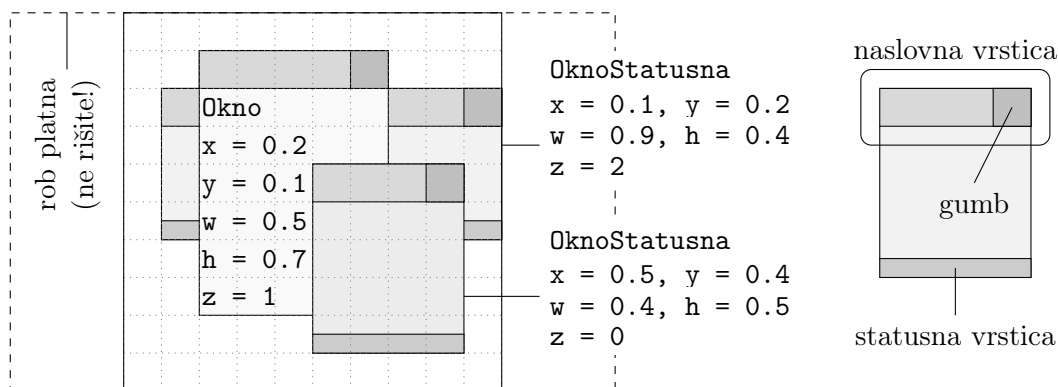 rob platna
(ne rišite!)
Okno
x = 0.2
y = 0.1
w = 0.5
h = 0.7
z = 1
OknoStatusna
x = 0.1, y = 0.2
w = 0.9, h = 0.4
z = 2
OknoStatusna
x = 0.5, y = 0.4
w = 0.4, h = 0.5
z = 0
naslovna vrstica
gumb
statusna vrstica